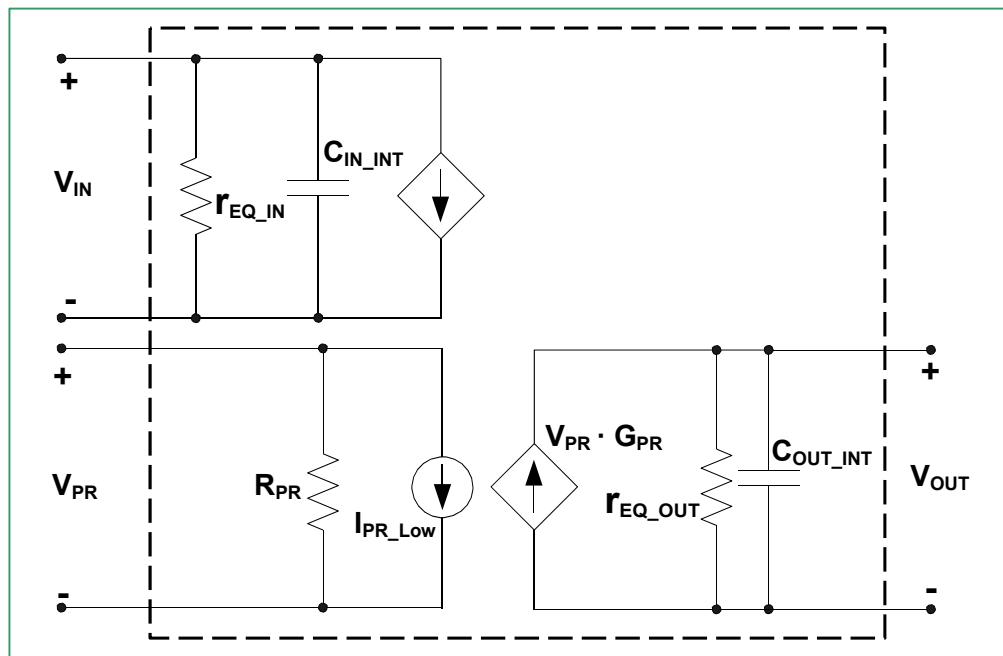 +
V_IN
-
r_EQ_IN
C_IN_INT
+
V_PR
-
R_PR
I_PR_Low
V_PR · G_PR
r_EQ_OUT
C_OUT_INT
+
V_OUT
-